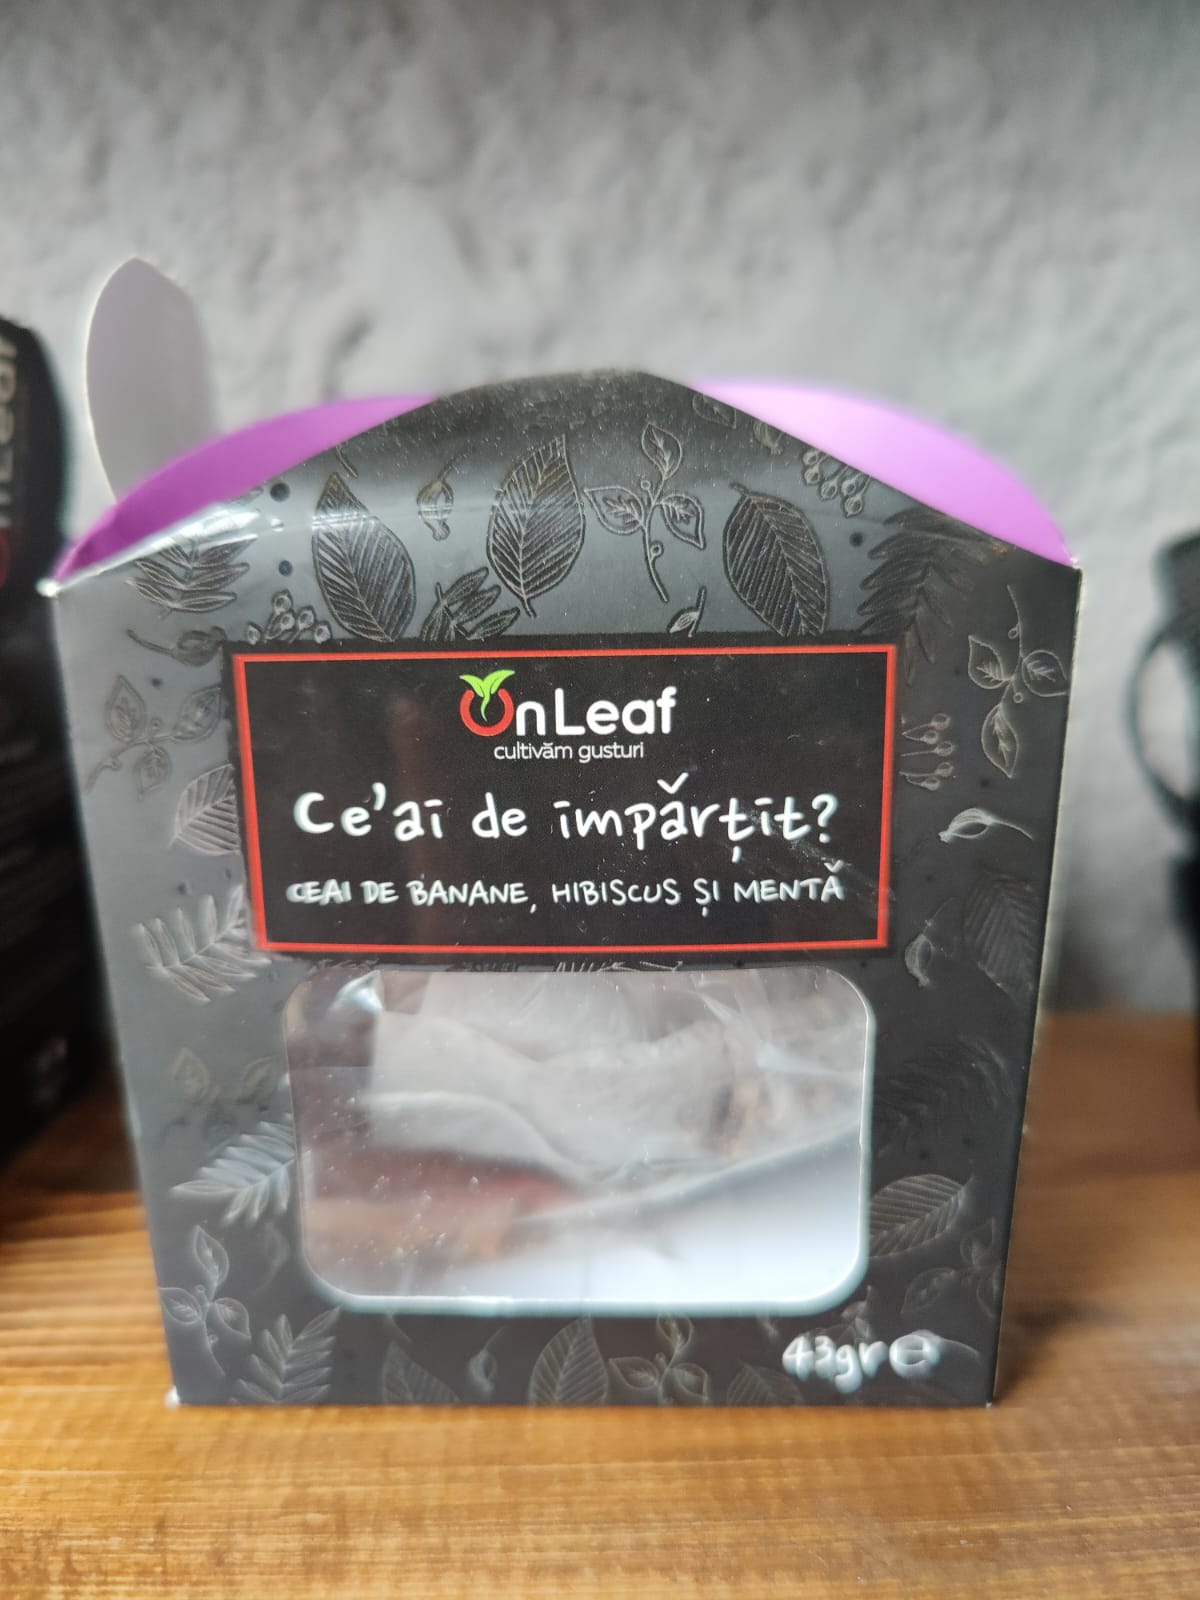 OnLeaf
cultivăm gusturi
Ce'ai de împărțit?
CEAI DE BANANE, HIBISCUS ȘI MENTĂ
43gr℮